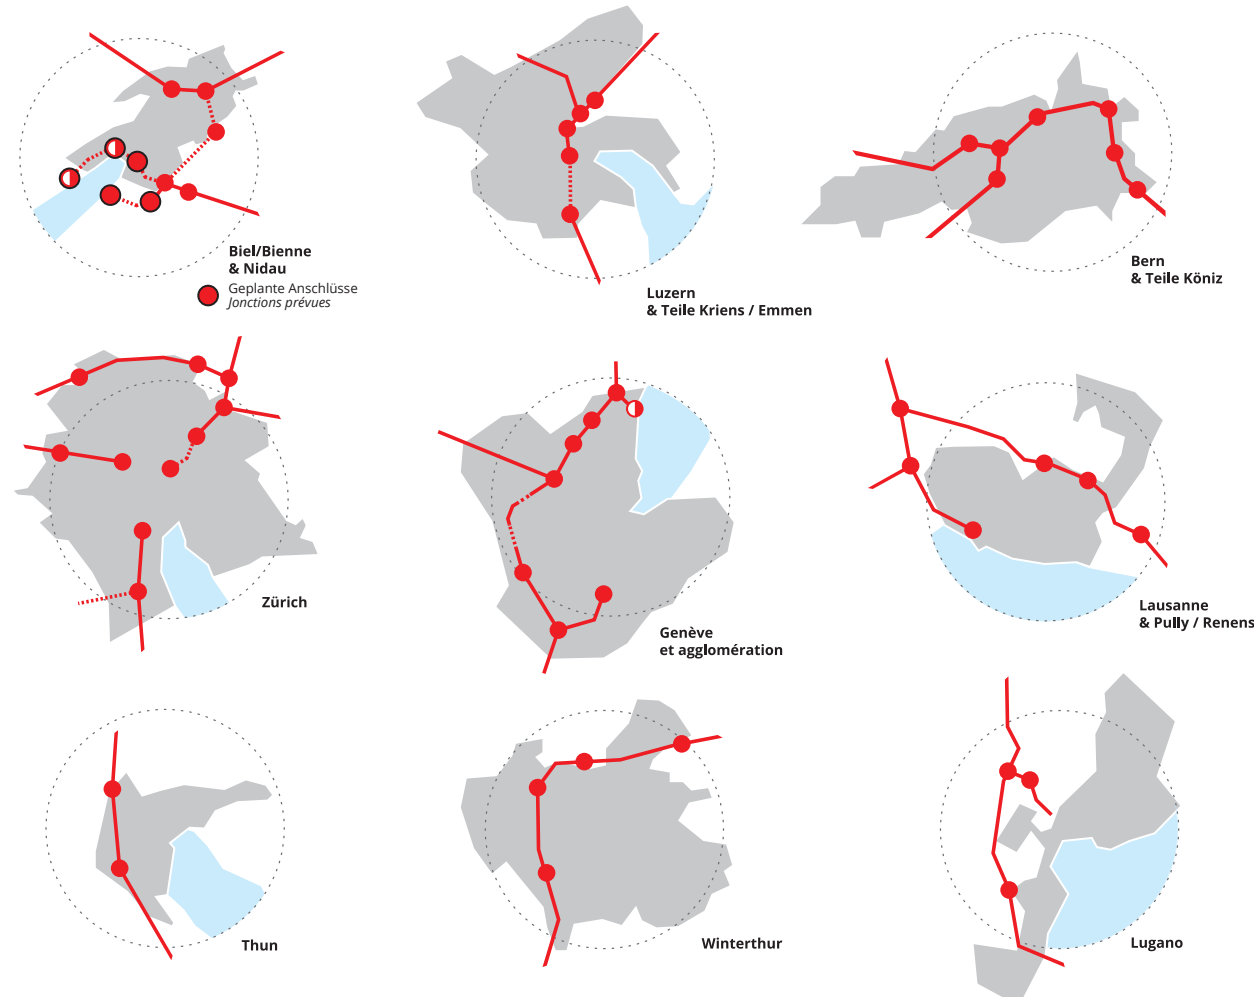 Biel/Bienne
& Nidau
Geplante Anschlüsse
Jonctions prévues
Luzern
& Teile Kriens / Emmen
Bern
& Teile Köniz
Zürich
Genève
et agglomération
Lausanne
& Pully / Renens
Thun
Winterthur
Lugano